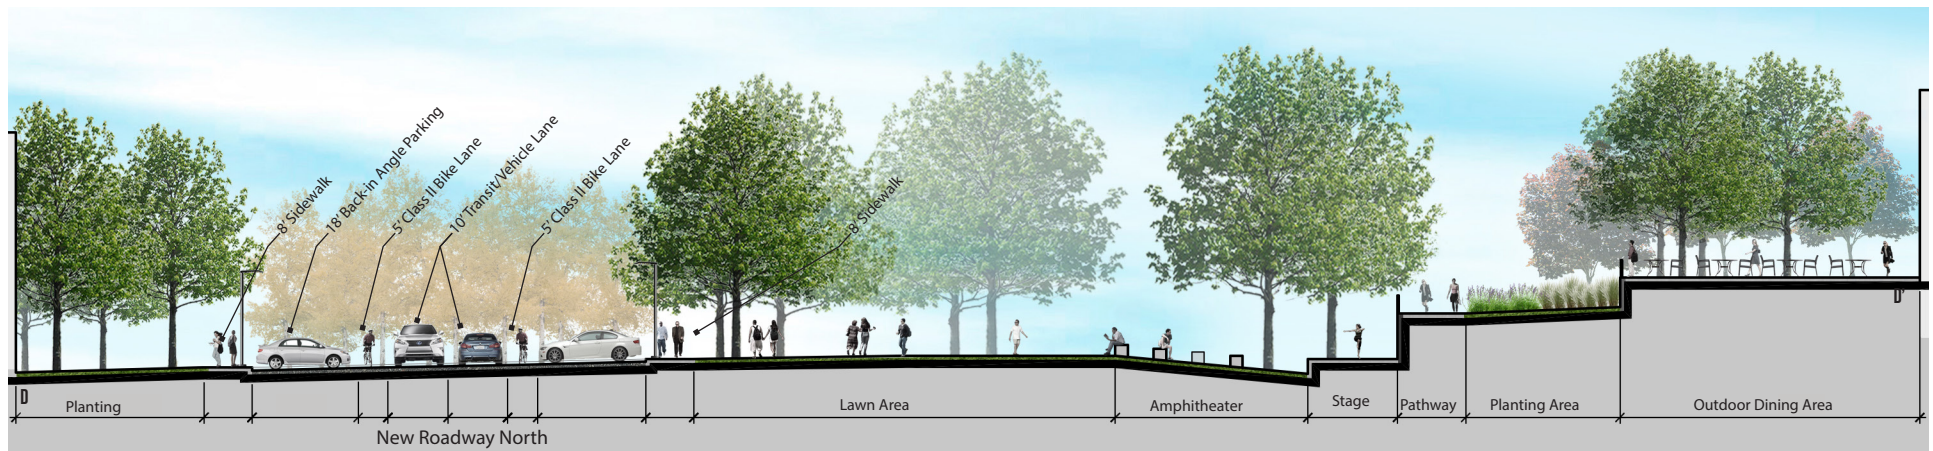 8' Sidewalk
18' Back-in Angle Parking
5' Class II Bike Lane
10' Transit/Vehicle Lane
5' Class II Bike Lane
8' Sidewalk
D
D'
Planting
Lawn Area
Amphitheater
Stage
Pathway
Planting Area
Outdoor Dining Area
New Roadway North